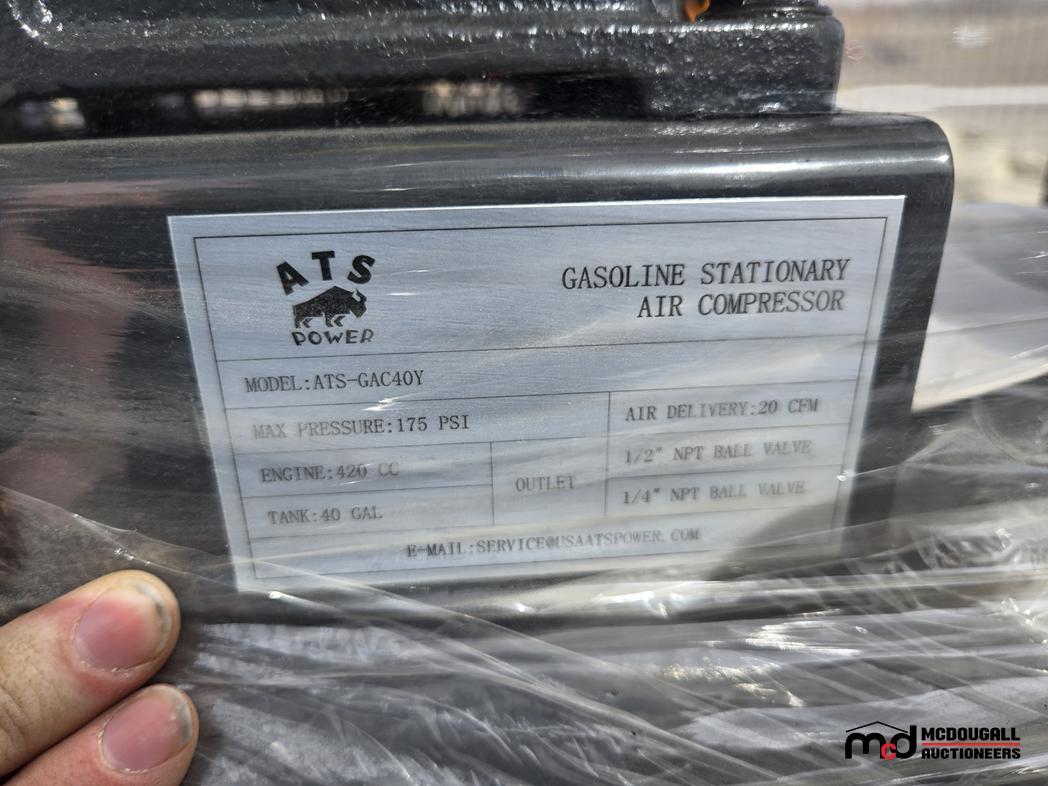 ATS
POWER
GASOLINE STATIONARY
AIR COMPRESSOR
MODEL:ATS-GAC40Y
MAX PRESSURE:175 PSI
AIR DELIVERY:20 CFM
ENGINE:420 CC
TANK:40 GAL
OUTLET
1/2" NPT BALL VALVE
1/4" NPT BALL VALVE
E-MAIL:SERVICE@USAATSPOWER.COM
mcd
MCDOUGALL
AUCTIONEERS